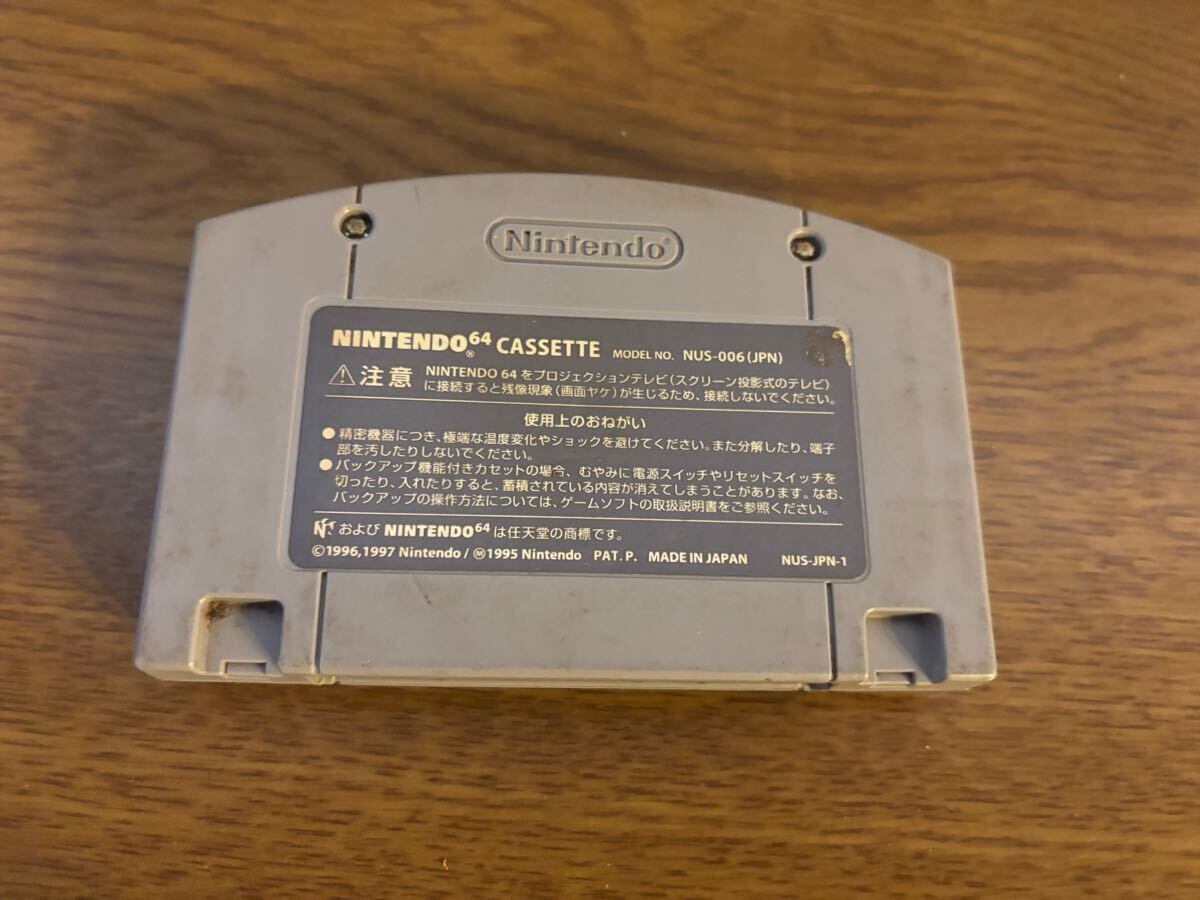 Nintendo®
NINTENDO64® CASSETTE MODEL NO. NUS-006(JPN)
⚠注意 NINTENDO 64 をプロジェクションテレビ(スクリーン投影式のテレビ)
に接続すると残像現象(画面ヤケ)が生じるため、接続しないでください。
使用上のおねがい
●精密機器につき、極端な温度変化やショックを避けてください。また分解したり、端子
部を汚したりしないでください。
●バックアップ機能付きカセットの場合、むやみに電源スイッチやリセットスイッチを
切ったり、入れたりすると、蓄積されている内容が消えてしまうことがあります。なお、
バックアップの操作方法については、ゲームソフトの取扱説明書をご参照ください。
および NINTENDO64 は任天堂の商標です。
©1996,1997 Nintendo/Ⓜ1995 Nintendo PAT. P. MADE IN JAPAN NUS-JPN-1